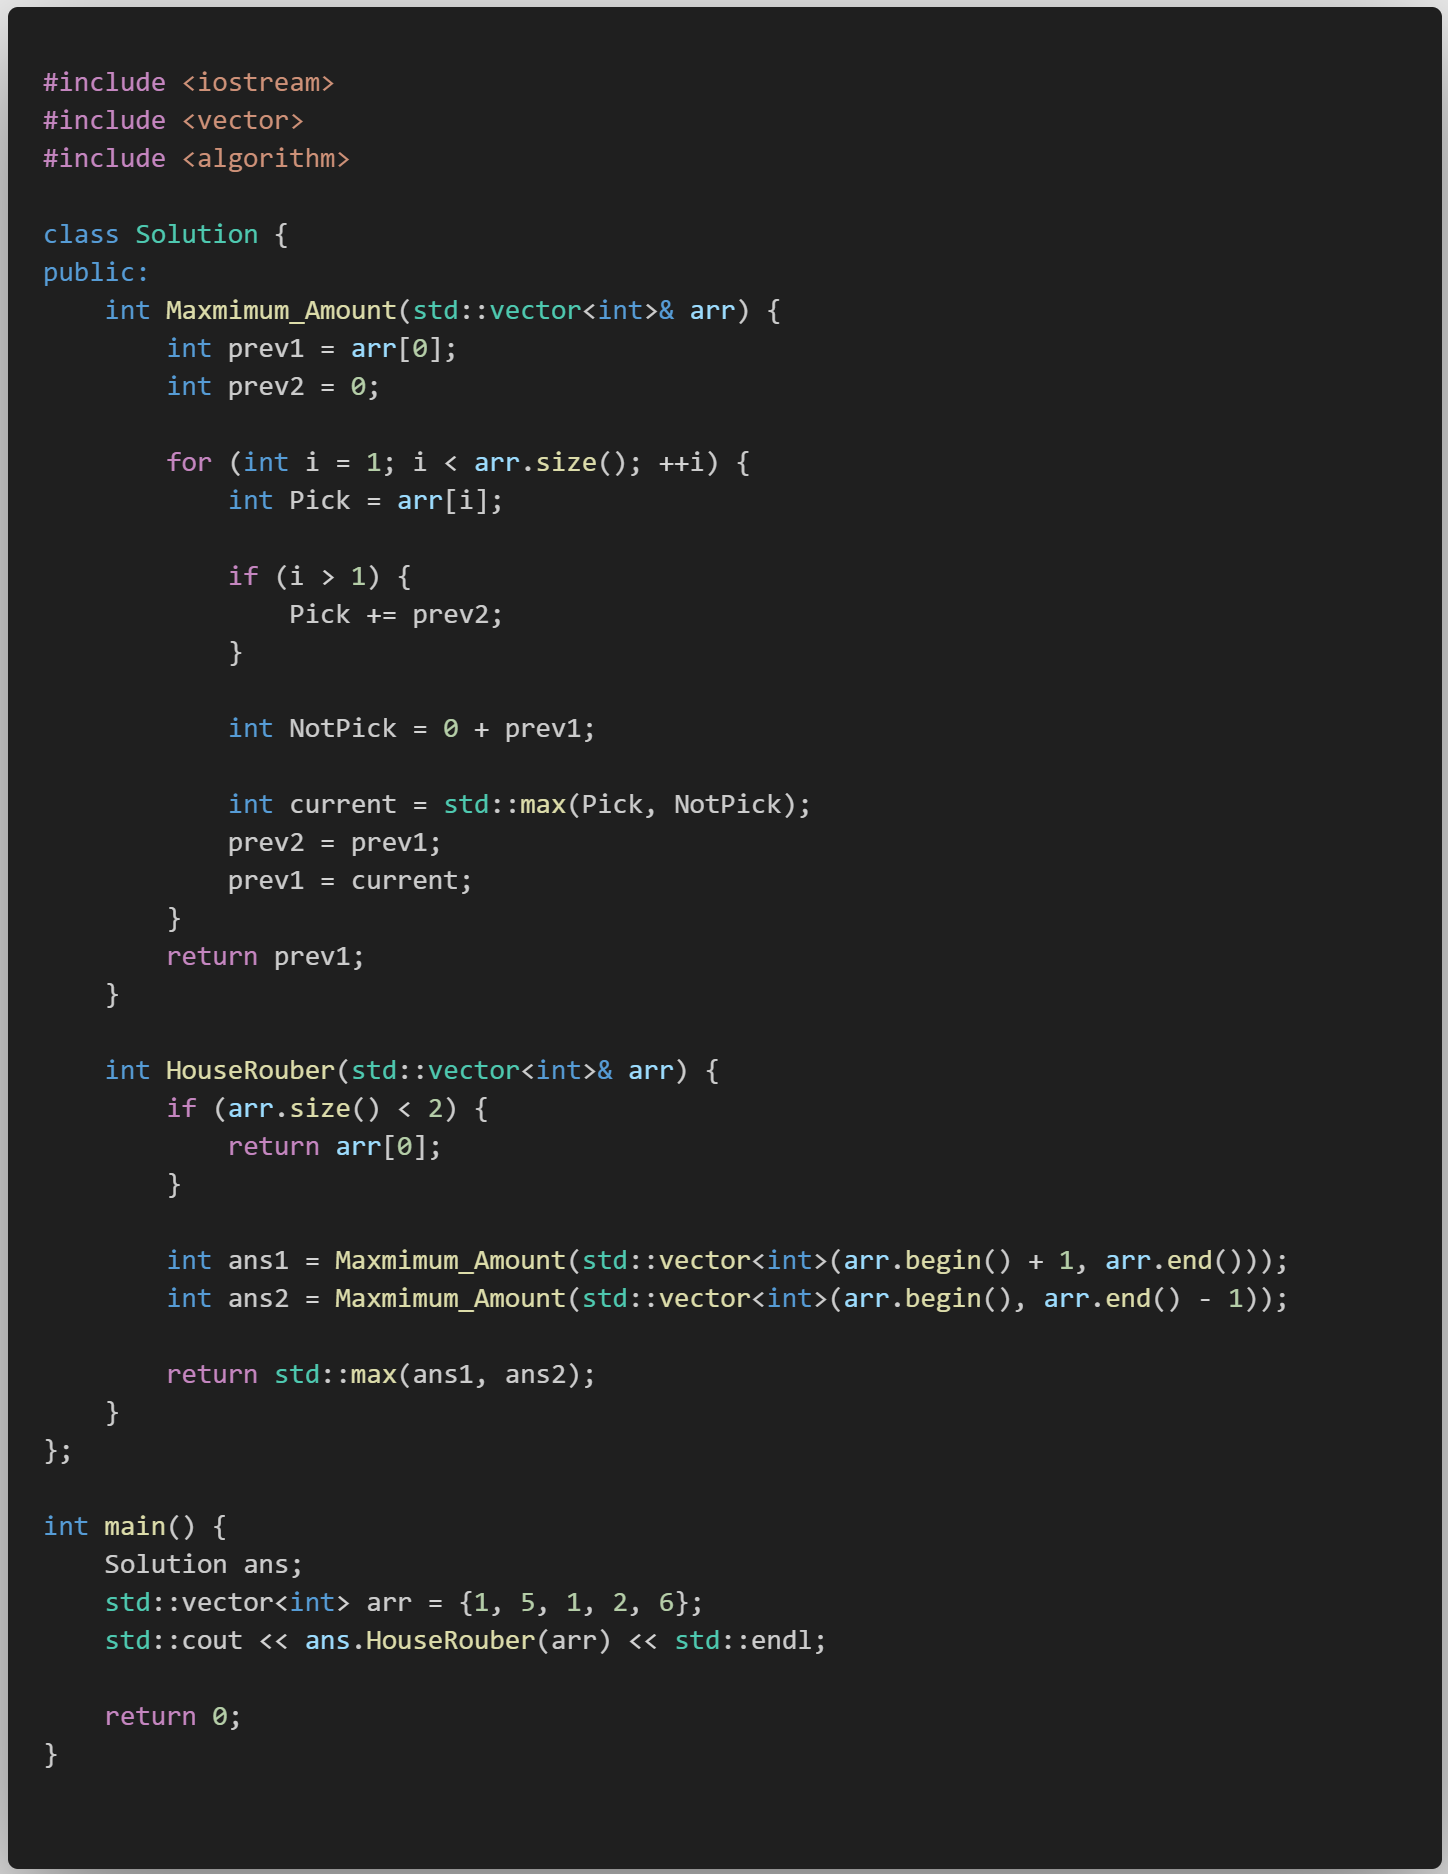 #include <iostream>
#include <vector>
#include <algorithm>

class Solution {
public:
    int Maxmimum_Amount(std::vector<int>& arr) {
        int prev1 = arr[0];
        int prev2 = 0;

        for (int i = 1; i < arr.size(); ++i) {
            int Pick = arr[i];

            if (i > 1) {
                Pick += prev2;
            }

            int NotPick = 0 + prev1;

            int current = std::max(Pick, NotPick);
            prev2 = prev1;
            prev1 = current;
        }
        return prev1;
    }

    int HouseRouber(std::vector<int>& arr) {
        if (arr.size() < 2) {
            return arr[0];
        }

        int ans1 = Maxmimum_Amount(std::vector<int>(arr.begin() + 1, arr.end()));
        int ans2 = Maxmimum_Amount(std::vector<int>(arr.begin(), arr.end() - 1));

        return std::max(ans1, ans2);
    }
};

int main() {
    Solution ans;
    std::vector<int> arr = {1, 5, 1, 2, 6};
    std::cout << ans.HouseRouber(arr) << std::endl;

    return 0;
}